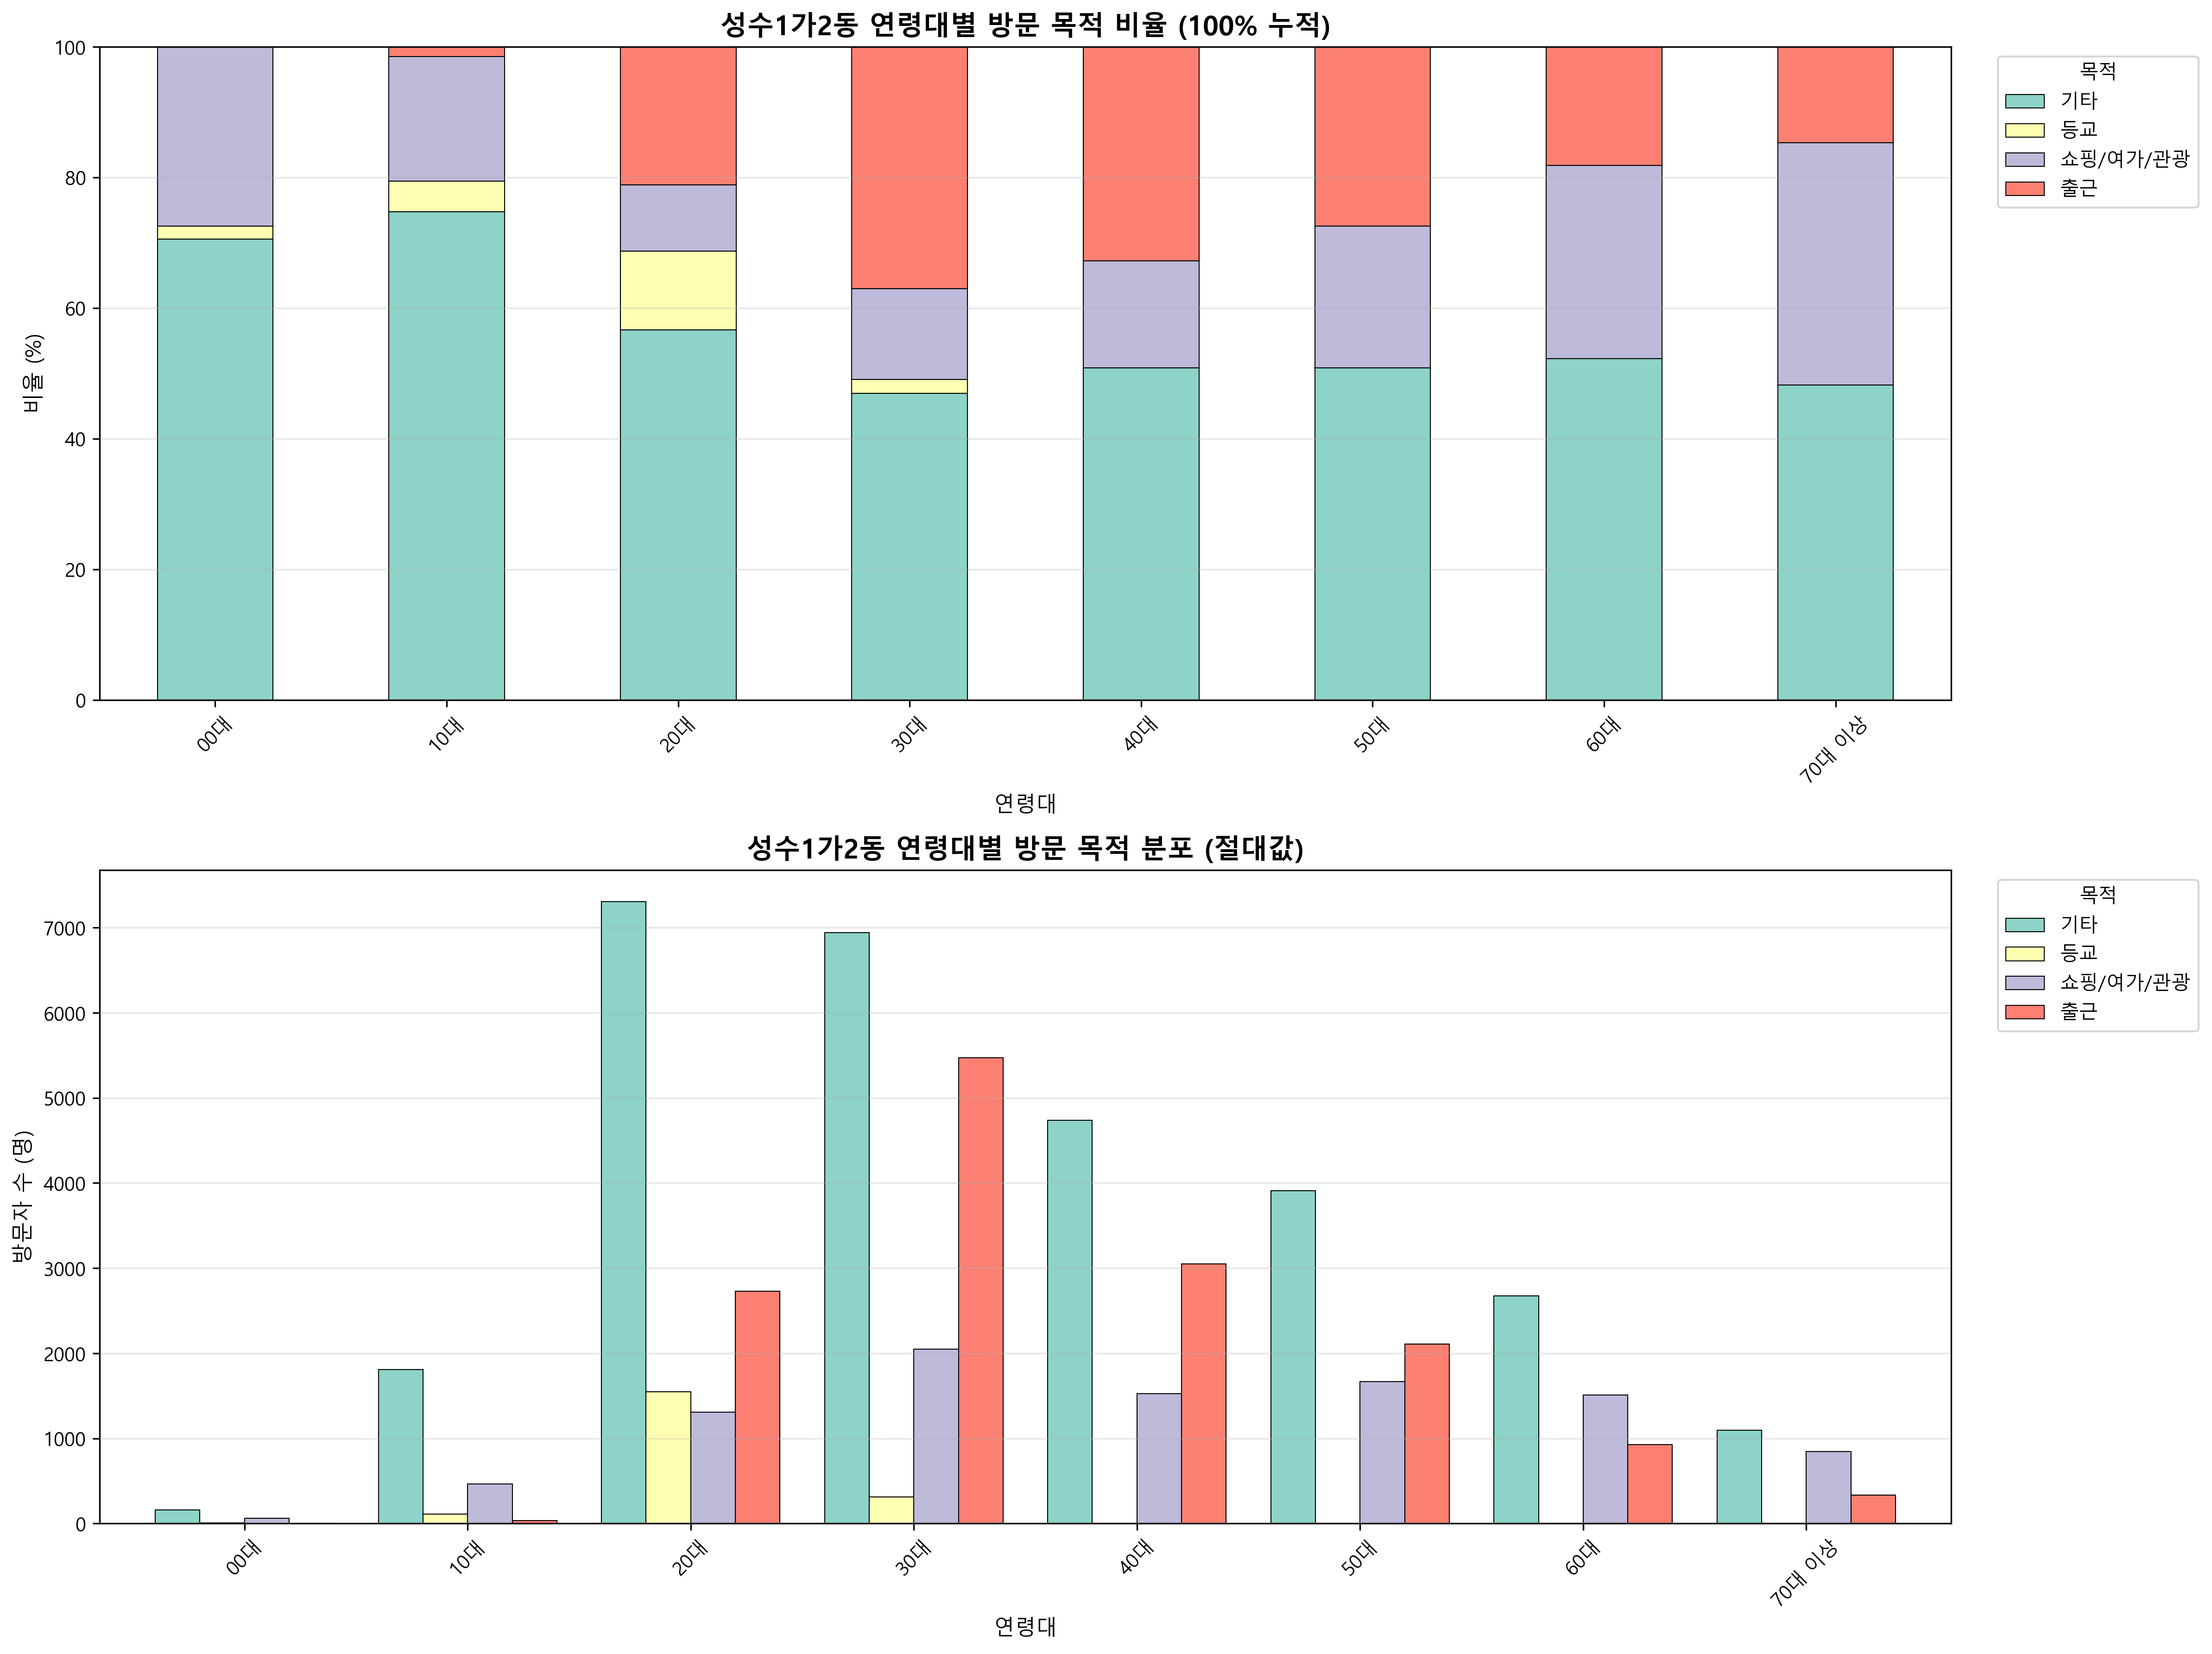 성수1가2동 연령대별 방문 목적 비율 (100% 누적)
100
80
60
40
20
0
비율 (%)
00대
10대
20대
30대
40대
50대
60대
70대 이상
연령대
목적
기타
등교
쇼핑/여가/관광
출근
성수1가2동 연령대별 방문 목적 분포 (절대값)
7000
6000
5000
4000
3000
2000
1000
0
방문자 수 (명)
00대
10대
20대
30대
40대
50대
60대
70대 이상
연령대
목적
기타
등교
쇼핑/여가/관광
출근